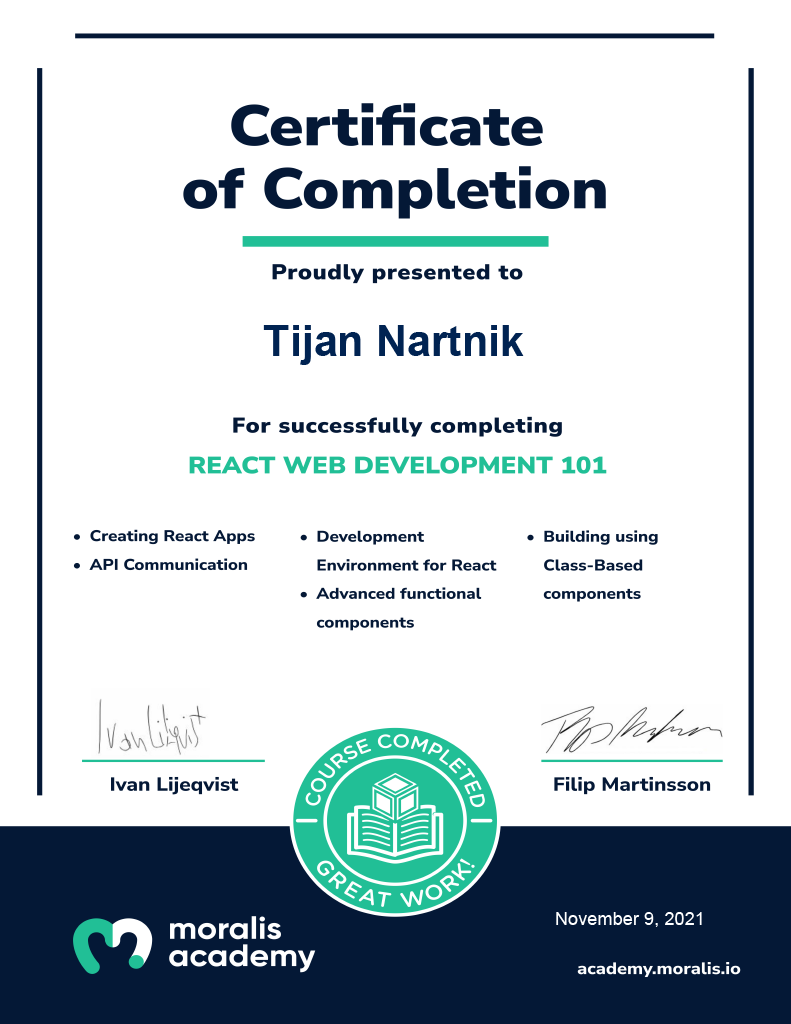 Certificate
of Completion
Proudly presented to
Tijan Nartnik
For successfully completing
REACT WEB DEVELOPMENT 101
• Creating React Apps
• API Communication
• Development
Environment for React
• Advanced functional
components
• Building using
Class-Based
components
Ivan Lijeqvist
Filip Martinsson
COURSE COMPLETED
GREAT WORK!
moralis
academy
November 9, 2021
academy.moralis.io